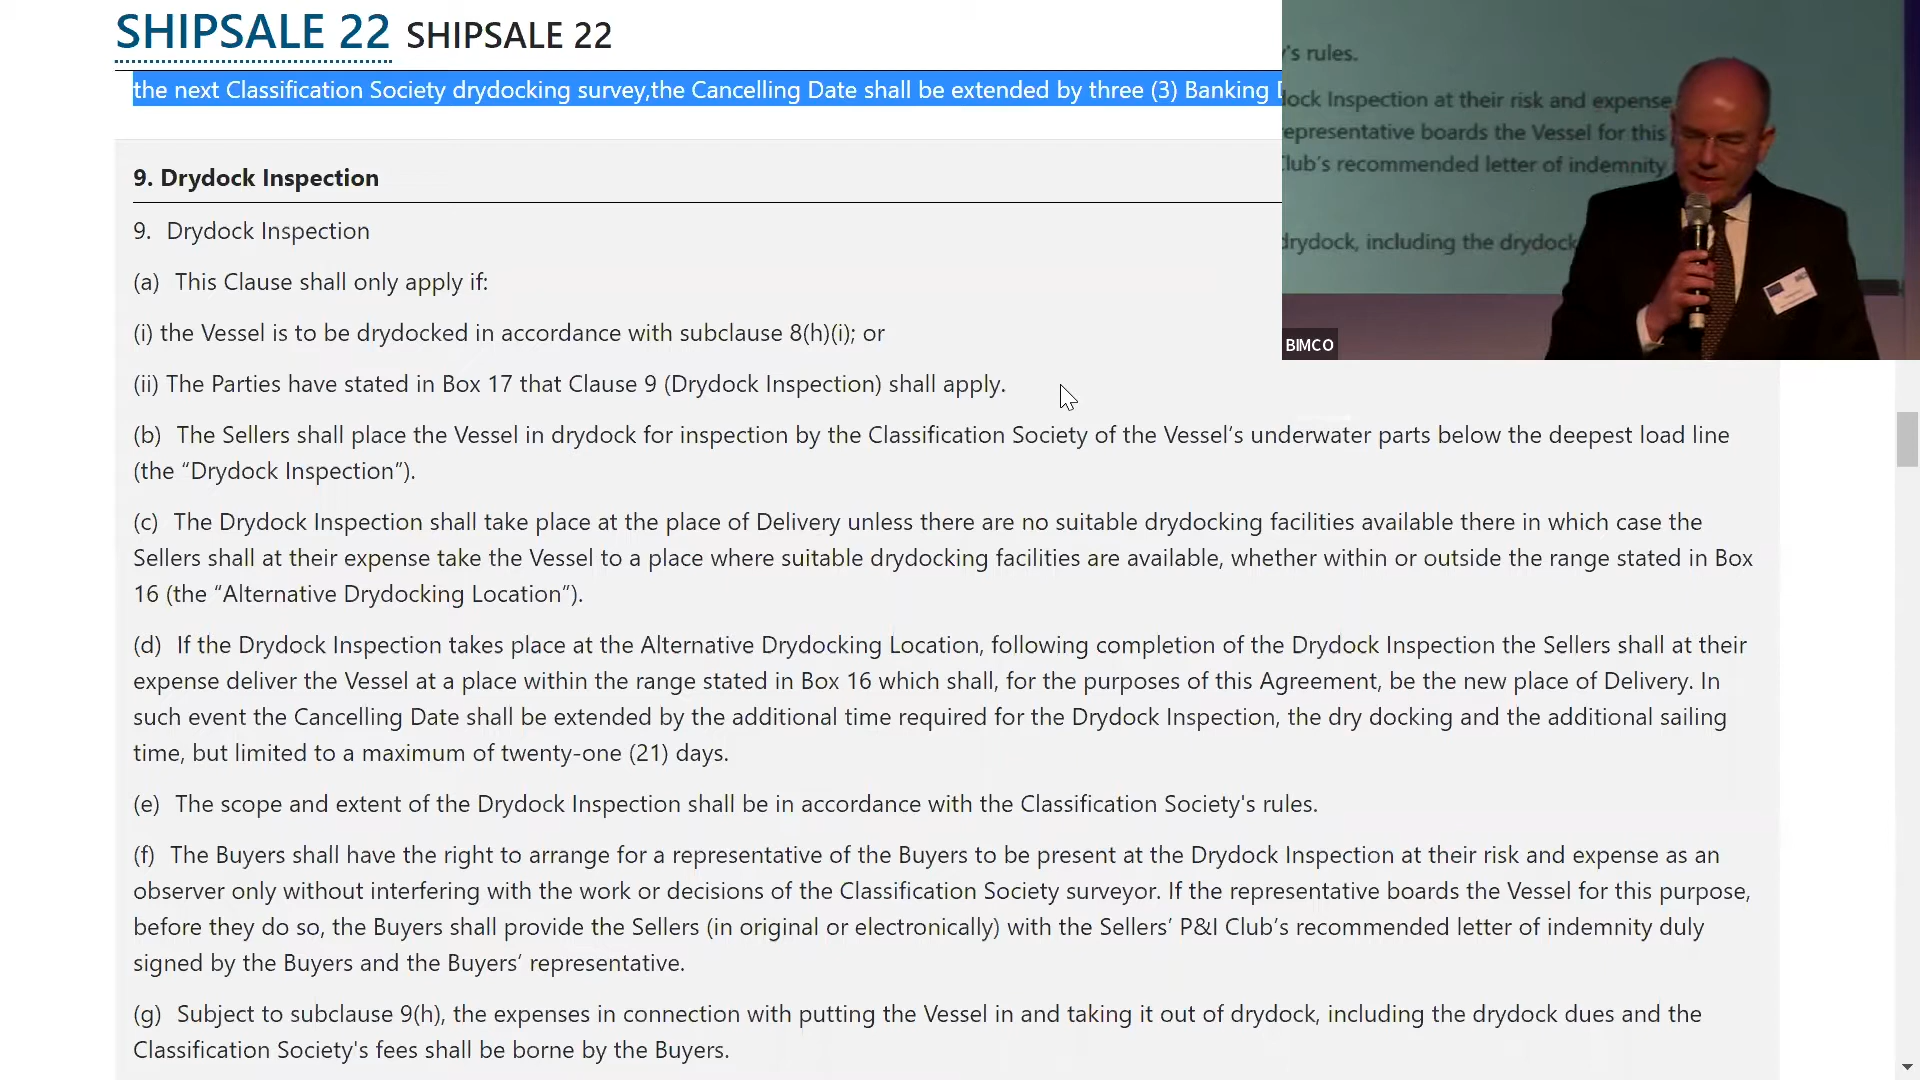 SHIPSALE 22 SHIPSALE 22
the next Classification Society drydocking survey,the Cancelling Date shall be extended by three (3) Banking
9. Drydock Inspection
9. Drydock Inspection
(a) This Clause shall only apply if:
(i) the Vessel is to be drydocked in accordance with subclause 8(h)(i); or
(ii) The Parties have stated in Box 17 that Clause 9 (Drydock Inspection) shall apply.
(b) The Sellers shall place the Vessel in drydock for inspection by the Classification Society of the Vessel’s underwater parts below the deepest load line
(the “Drydock Inspection”).
(c) The Drydock Inspection shall take place at the place of Delivery unless there are no suitable drydocking facilities available there in which case the
Sellers shall at their expense take the Vessel to a place where suitable drydocking facilities are available, whether within or outside the range stated in Box
16 (the “Alternative Drydocking Location”).
(d) If the Drydock Inspection takes place at the Alternative Drydocking Location, following completion of the Drydock Inspection the Sellers shall at their
expense deliver the Vessel at a place within the range stated in Box 16 which shall, for the purposes of this Agreement, be the new place of Delivery. In
such event the Cancelling Date shall be extended by the additional time required for the Drydock Inspection, the dry docking and the additional sailing
time, but limited to a maximum of twenty-one (21) days.
(e) The scope and extent of the Drydock Inspection shall be in accordance with the Classification Society's rules.
(f) The Buyers shall have the right to arrange for a representative of the Buyers to be present at the Drydock Inspection at their risk and expense as an
observer only without interfering with the work or decisions of the Classification Society surveyor. If the representative boards the Vessel for this purpose,
before they do so, the Buyers shall provide the Sellers (in original or electronically) with the Sellers’ P&I Club’s recommended letter of indemnity duly
signed by the Buyers and the Buyers’ representative.
(g) Subject to subclause 9(h), the expenses in connection with putting the Vessel in and taking it out of drydock, including the drydock dues and the
Classification Society's fees shall be borne by the Buyers.
's rules.
ock Inspection at their risk and expense
epresentative boards the Vessel for this
lub's recommended letter of indemnity
drydock, including the drydock
BIMCO